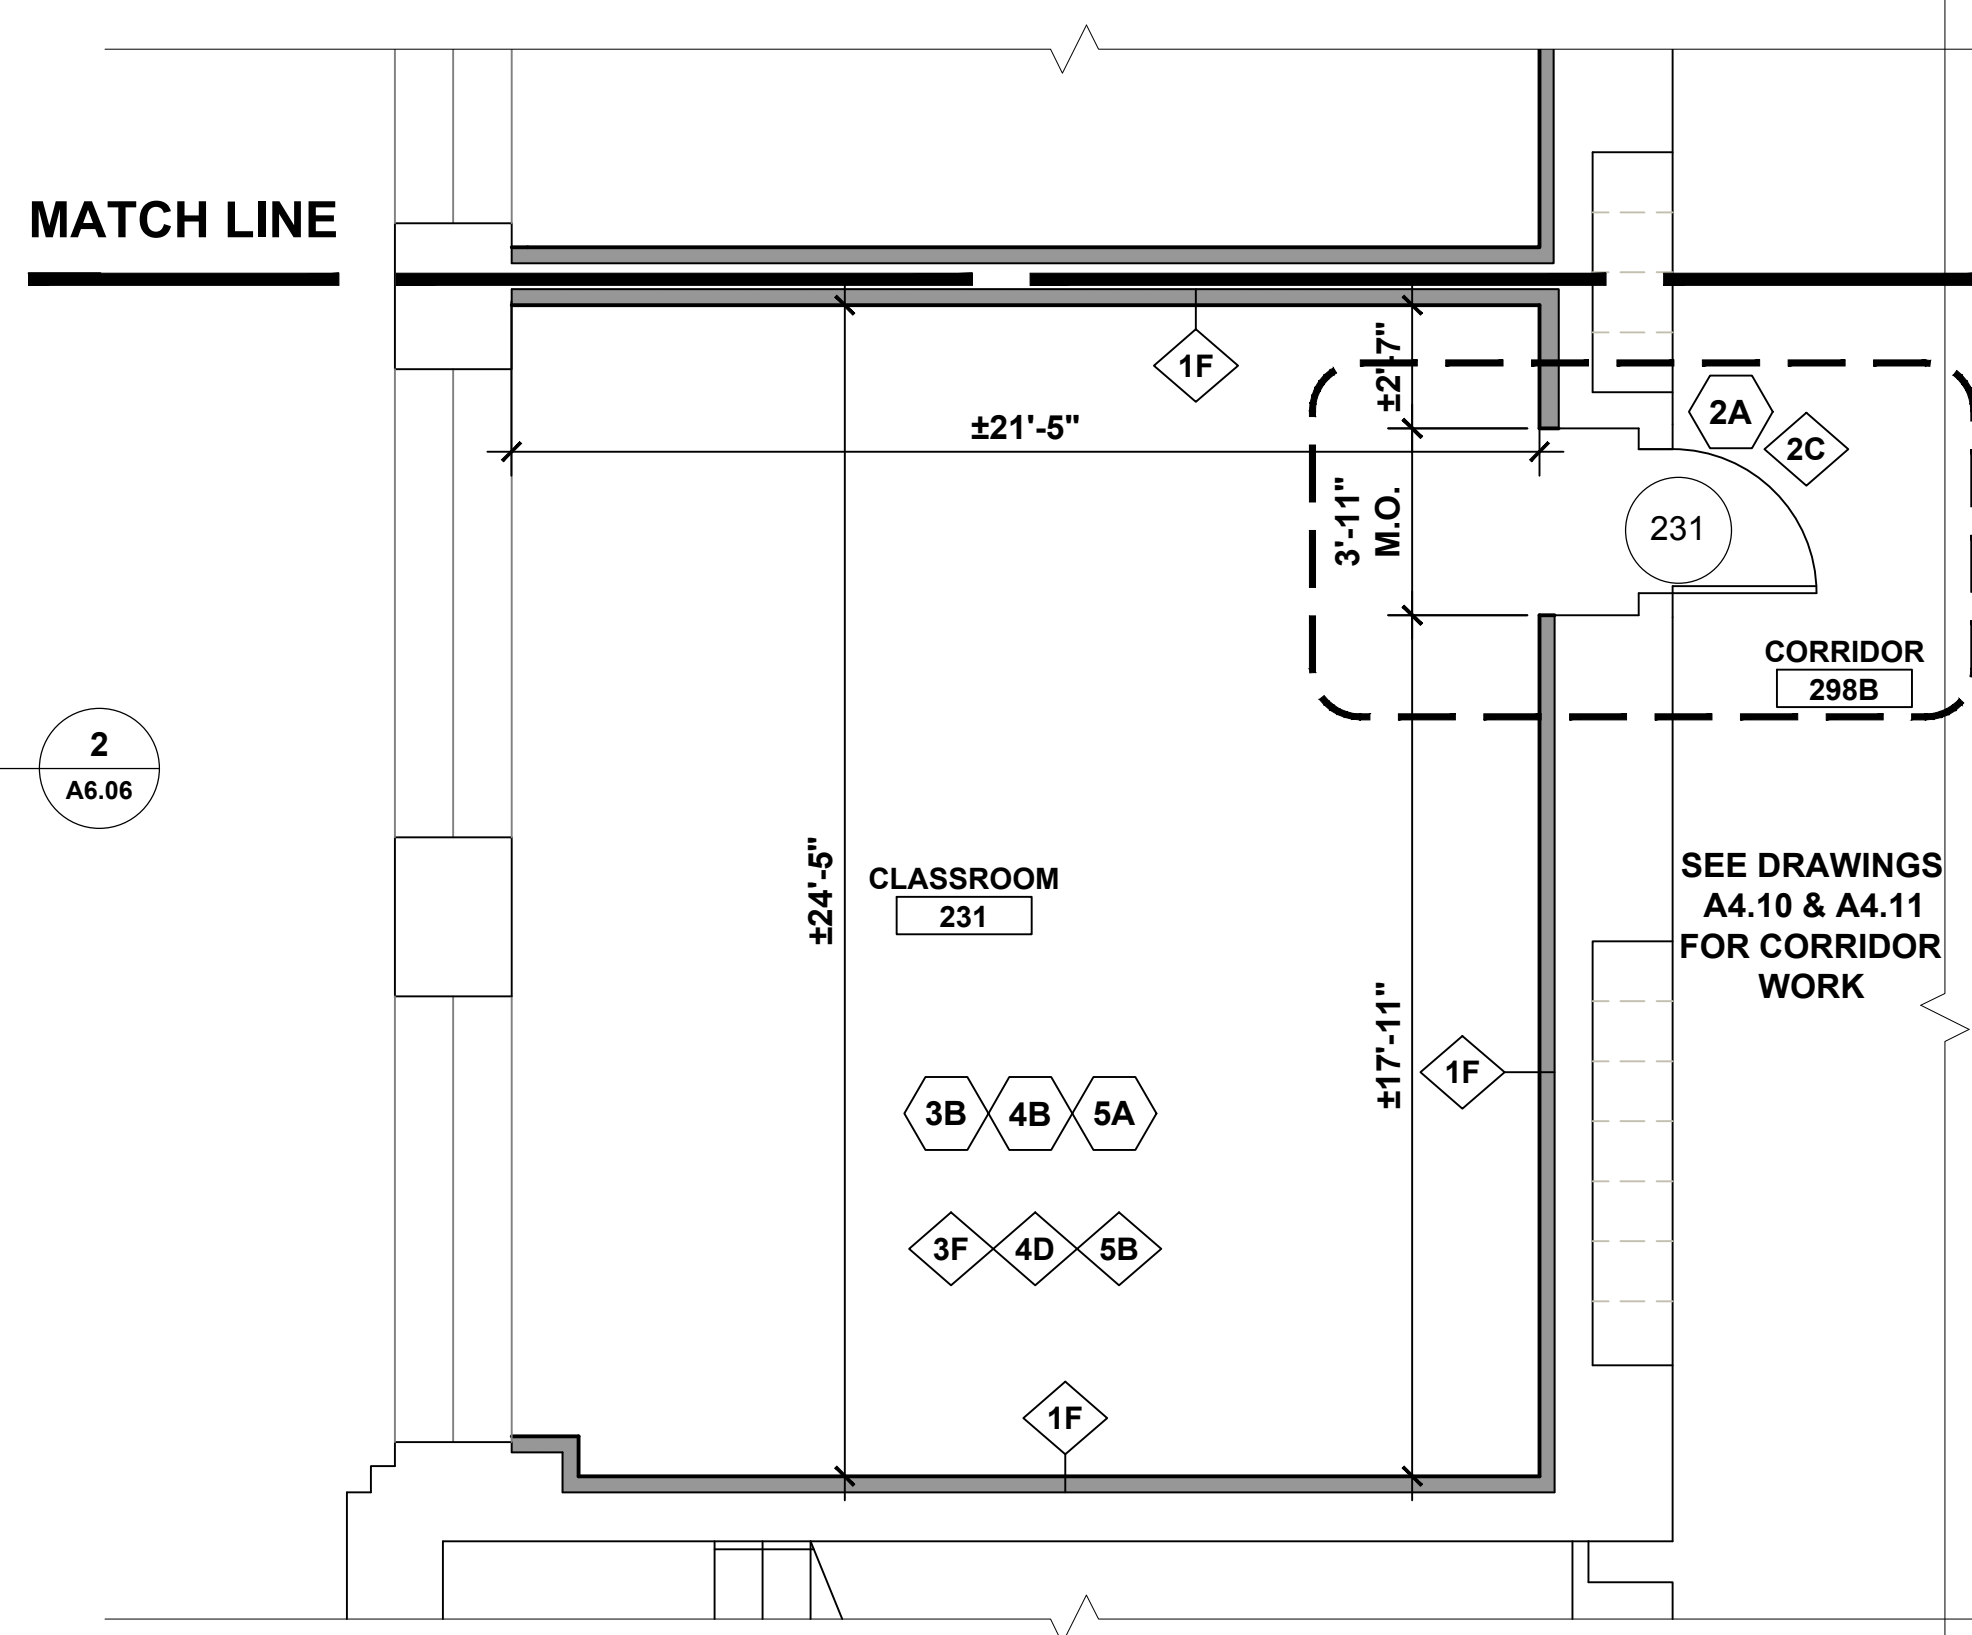 MATCH LINE
1F
±2'-7"
±21'-5"
2A
2C
3'-11"
M.O.
231
CORRIDOR
298B
2
A6.06
±24'-5"
CLASSROOM
231
SEE DRAWINGS
A4.10 & A4.11
FOR CORRIDOR
WORK
±17'-11"
1F
3B 4B 5A
3F 4D 5B
1F